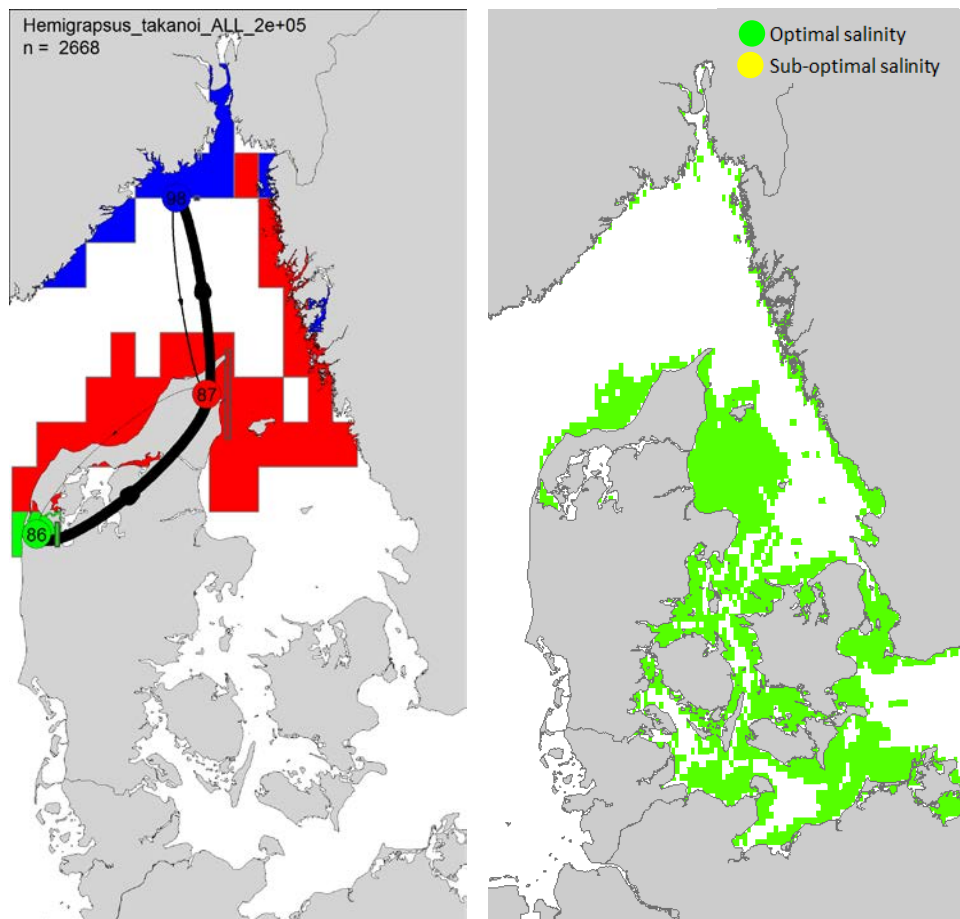 Hemigrapsus_takanoi_ALL_2e+05
n = 2668
Optimal salinity
Sub-optimal salinity
98
87
86